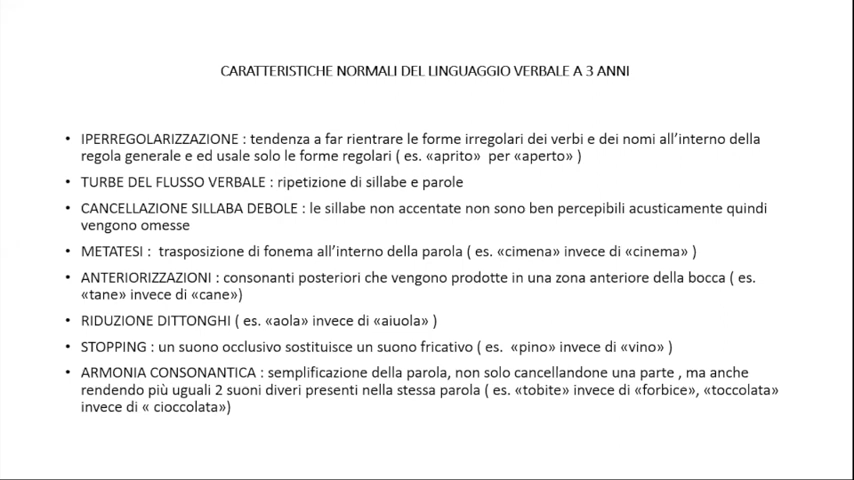 CARATTERISTICHE NORMALI DEL LINGUAGGIO VERBALE A 3 ANNI
• IPERREGOLARIZZAZIONE : tendenza a far rientrare le forme irregolari dei verbi e dei nomi all’interno della
regola generale e ed usale solo le forme regolari ( es. «aprito»  per «aperto» )
• TURBE DEL FLUSSO VERBALE : ripetizione di sillabe e parole
• CANCELLAZIONE SILLABA DEBOLE : le sillabe non accentate non sono ben percepibili acusticamente quindi
vengono omesse
• METATESI :  trasposizione di fonema all’interno della parola ( es. «cimena» invece di «cinema» )
• ANTERIORIZZAZIONI : consonanti posteriori che vengono prodotte in una zona anteriore della bocca ( es.
«tane» invece di «cane»)
• RIDUZIONE DITTONGHI ( es. «aola» invece di «aiuola» )
• STOPPING : un suono occlusivo sostituisce un suono fricativo ( es.  «pino» invece di «vino» )
• ARMONIA CONSONANTICA : semplificazione della parola, non solo cancellandone una parte , ma anche
rendendo più uguali 2 suoni diveri presenti nella stessa parola ( es. «tobite» invece di «forbice», «toccolata»
invece di « cioccolata»)